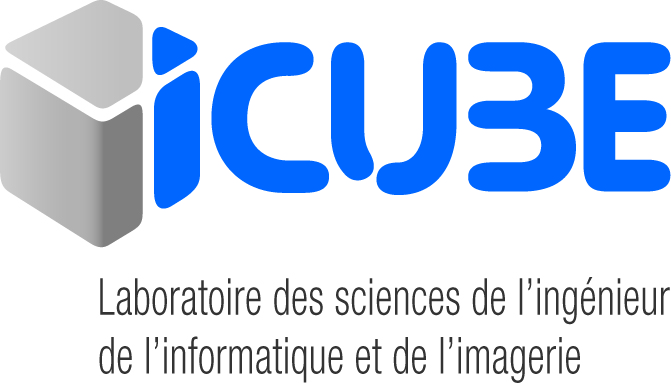 iCUBE
Laboratoire des sciences de l'ingénieur
de l'informatique et de l'imagerie